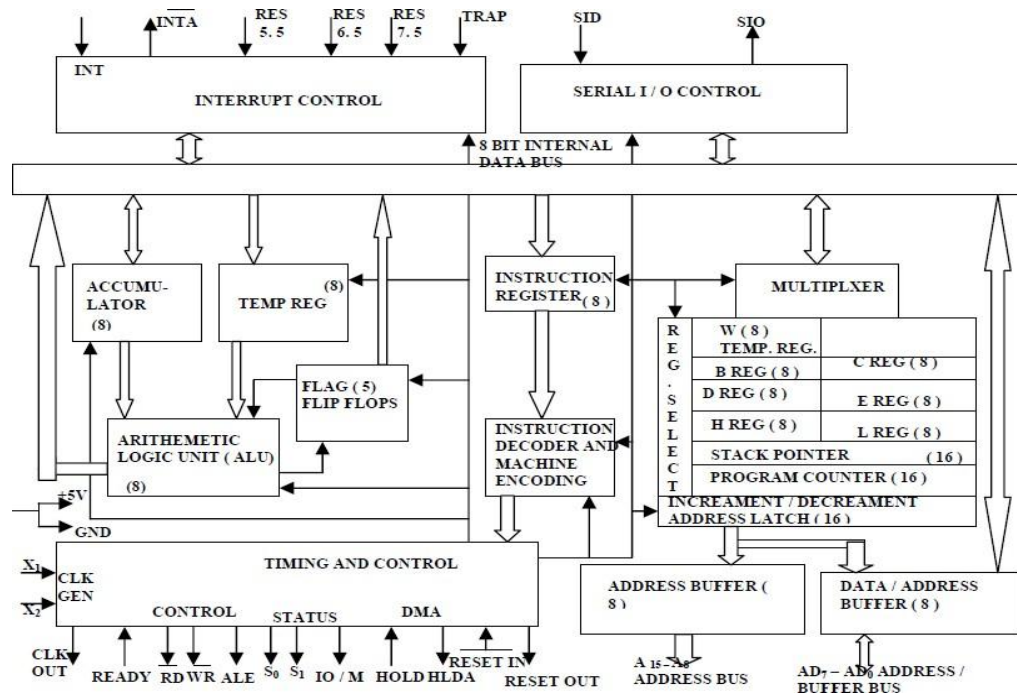 INTA
RES 5. 5
RES 6. 5
RES 7.5
TRAP
SID
SIO
INT
INTERRUPT CONTROL
SERIAL I / O CONTROL
8 BIT INTERNAL
DATA BUS
ACCUMU-
LATOR
(8)
(8)
TEMP REG
INSTRUCTION
REGISTER ( 8 )
MULTIPLXER
REG. SELECT
W ( 8 )
TEMP. REG.
B REG ( 8 )
C REG ( 8 )
D REG ( 8 )
E REG ( 8 )
H REG ( 8 )
L REG ( 8 )
STACK POINTER ( 16 )
PROGRAM COUNTER ( 16 )
INCREAMENT / DECREAMENT
ADDRESS LATCH ( 16 )
FLAG ( 5 )
FLIP FLOPS
ARITHEMETIC
LOGIC UNIT ( ALU)
(8)
INSTRUCTION
DECODER AND
MACHINE
ENCODING
+5V
GND
X1
X2
CLK
GEN
TIMING AND CONTROL
CONTROL
STATUS
DMA
ADDRESS BUFFER (
8 )
DATA / ADDRESS
BUFFER ( 8 )
CLK
OUT
READY
RD
WR
ALE
S0
S1
IO / M
HOLD
HLDA
RESET IN
RESET OUT
A 15 – A8
ADDRESS BUS
AD7 – AD0 ADDRESS /
BUFFER BUS